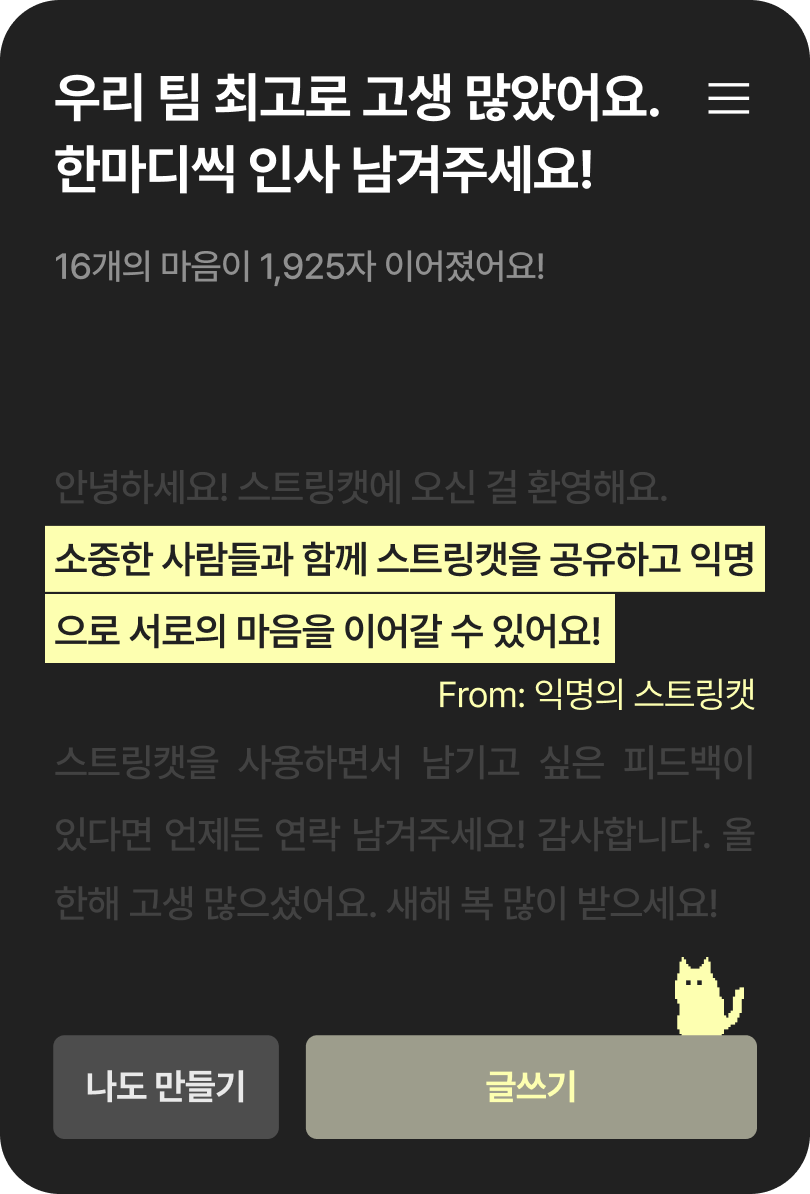 우리 팀 최고로 고생 많았어요.
한마디씩 인사 남겨주세요!
16개의 마음이 1,925자 이어졌어요!
안녕하세요! 스트링캣에 오신 걸 환영해요.
소중한 사람들과 함께 스트링캣을 공유하고 익명
으로 서로의 마음을 이어갈 수 있어요!
From: 익명의 스트링캣
스트링캣을 사용하면서 남기고 싶은 피드백이
있다면 언제든 연락 남겨주세요! 감사합니다. 올
한해 고생 많으셨어요. 새해 복 많이 받으세요!
나도 만들기
글쓰기